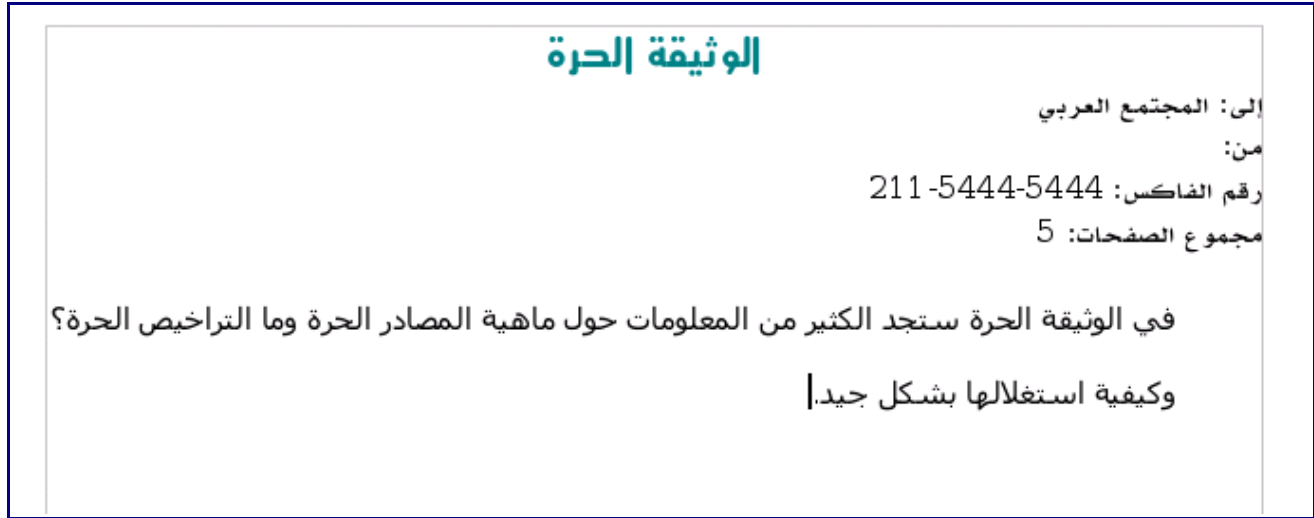 الوثيقة الحرة
إلى: المجتمع العربي
من:
رقم الفاكس: 5444-5444-211
مجموع الصفحات: 5
في الوثيقة الحرة ستجد الكثير من المعلومات حول ماهية المصادر الحرة وما التراخيص الحرة؟
وكيفية استغلالها بشكل جيد.